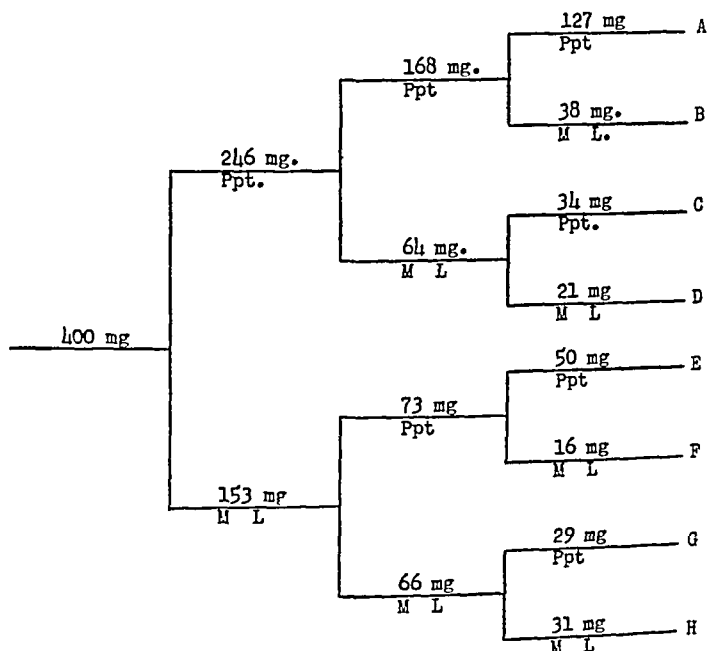 127 mg
Ppt
A
168 mg.
Ppt
38 mg.
M L.
B
246 mg.
Ppt.
34 mg
Ppt.
C
64 mg.
M L
21 mg
M L
D
400 mg
50 mg
Ppt
E
73 mg
Ppt
16 mg
M L
F
153 mg
M L
29 mg
Ppt
G
66 mg
M L
31 mg
M L
H